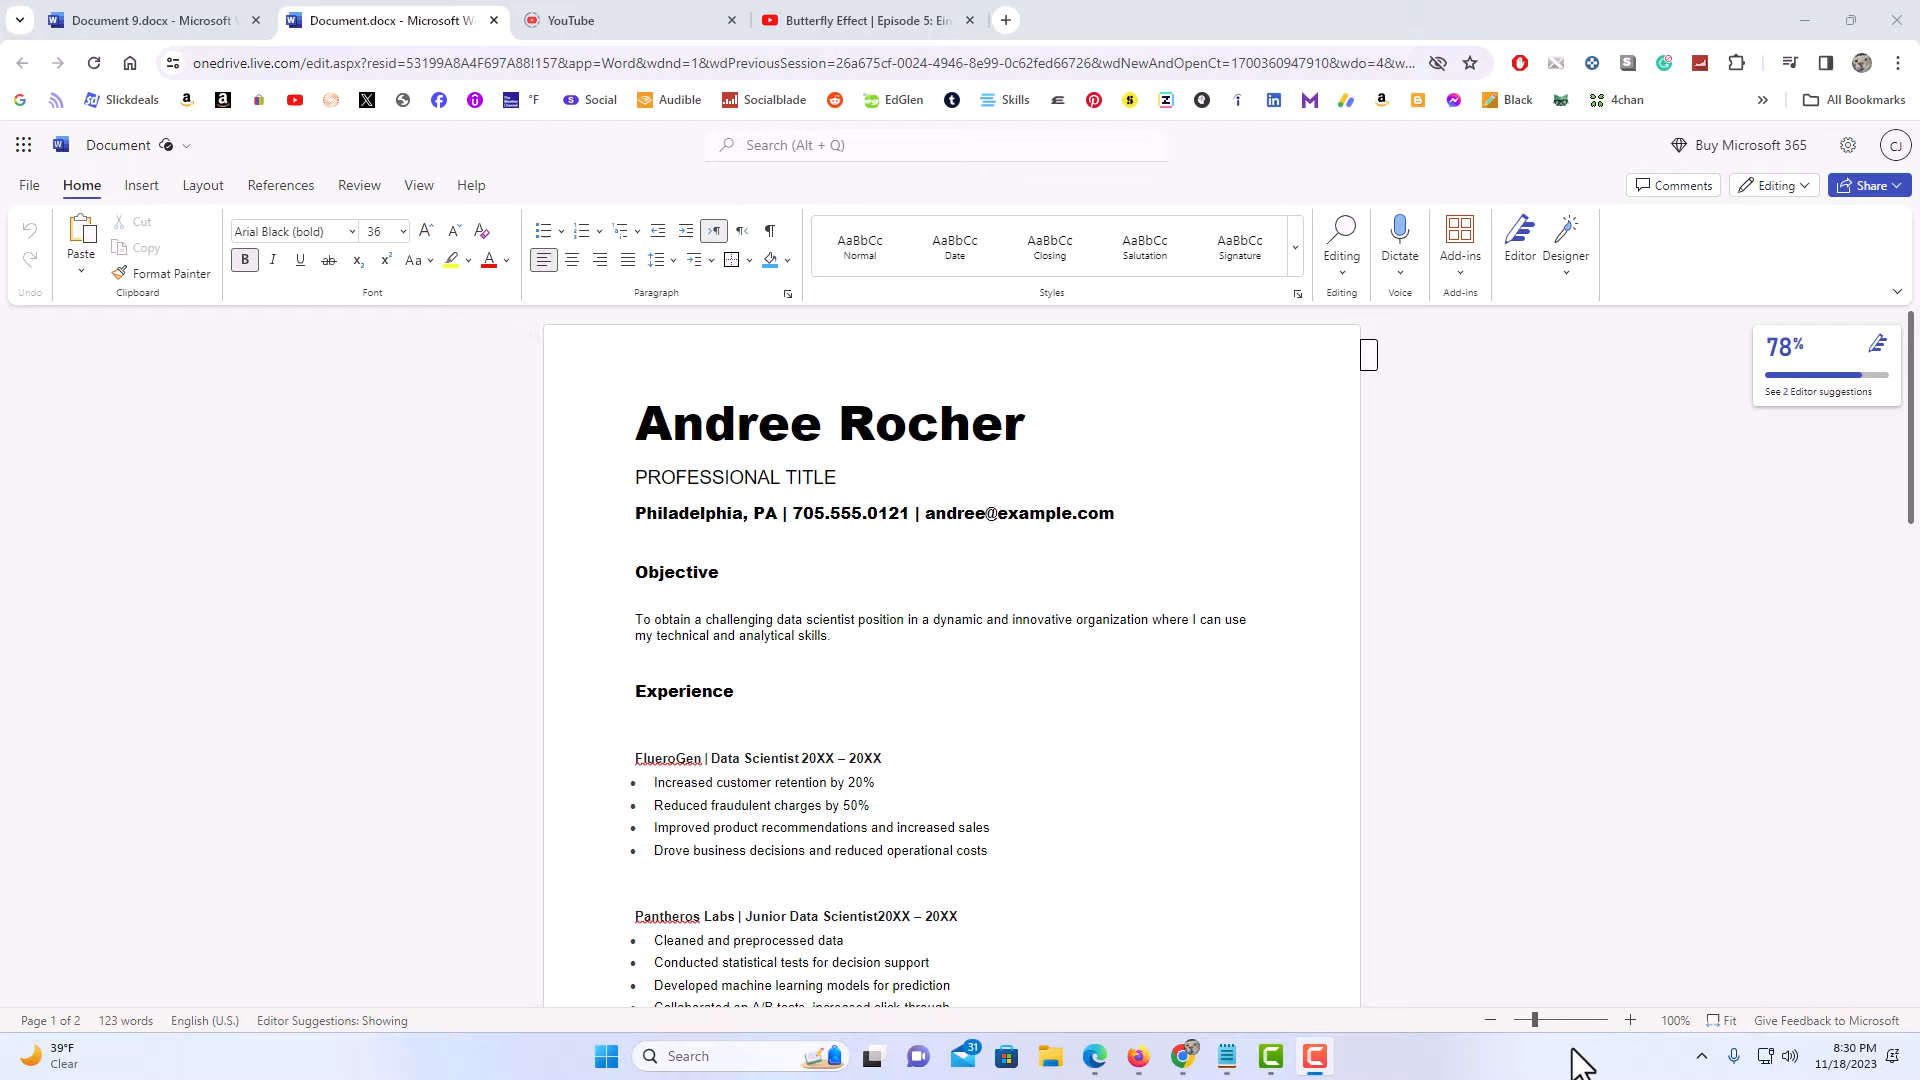 Document 9.docx - Microsoft W
Document.docx - Microsoft W
YouTube
Butterfly Effect | Episode 5: Ein
onedrive.live.com/edit.aspx?resid=53199A8A4F697A88!157&app=Word&wdnd=1&wdPreviousSession=26a675cf-0024-4946-8e99-0c62fed66726&wdNewAndOpenCt=1700360947910&wdo=4&w...
Slickdeals
°F
Social
Audible
Socialblade
EdGlen
Skills
Black
4chan
All Bookmarks
Document
Search (Alt + Q)
Buy Microsoft 365
CJ
File
Home
Insert
Layout
References
Review
View
Help
Comments
Editing
Share
Cut
Copy
Format Painter
Paste
Undo
Clipboard
Arial Black (bold)
36
Font
Paragraph
AaBbCc
Normal
AaBbCc
Date
AaBbCc
Closing
AaBbCc
Salutation
AaBbCc
Signature
Styles
Editing
Editing
Dictate
Voice
Add-ins
Add-ins
Editor
Designer
78%
See 2 Editor suggestions
Andree Rocher
PROFESSIONAL TITLE
Philadelphia, PA | 705.555.0121 | andree@example.com
Objective
To obtain a challenging data scientist position in a dynamic and innovative organization where I can use
my technical and analytical skills.
Experience
FlueroGen | Data Scientist 20XX – 20XX
• Increased customer retention by 20%
• Reduced fraudulent charges by 50%
• Improved product recommendations and increased sales
• Drove business decisions and reduced operational costs
Pantheros Labs | Junior Data Scientist20XX – 20XX
• Cleaned and preprocessed data
• Conducted statistical tests for decision support
• Developed machine learning models for prediction
• Collaborated on A/B tests, increased click-through
Page 1 of 2
123 words
English (U.S.)
Editor Suggestions: Showing
100%
Fit
Give Feedback to Microsoft
39°F
Clear
Search
31
8:30 PM
11/18/2023